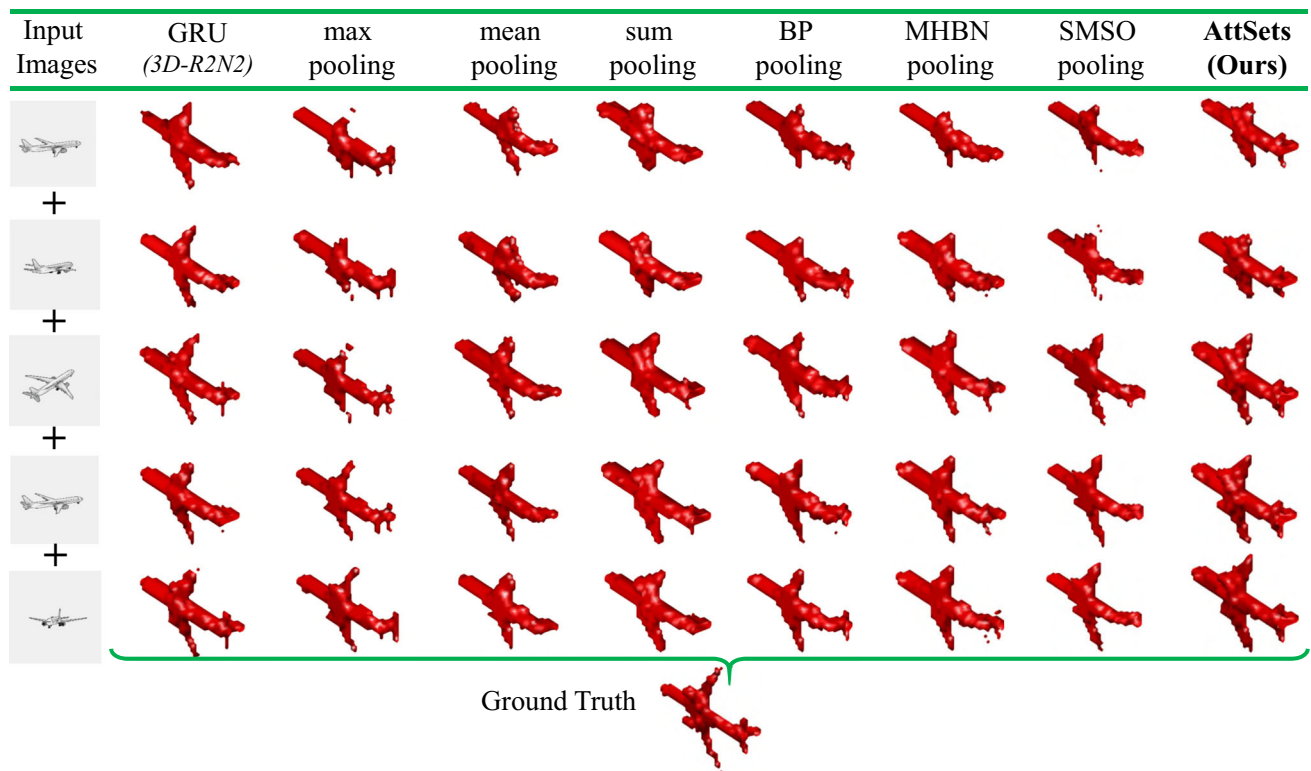 Input GRU max mean sum BP MHBN SMSO AttSets
Images (3D-R2N2) pooling pooling pooling pooling pooling pooling (Ours)
+
+
+
+
Ground Truth